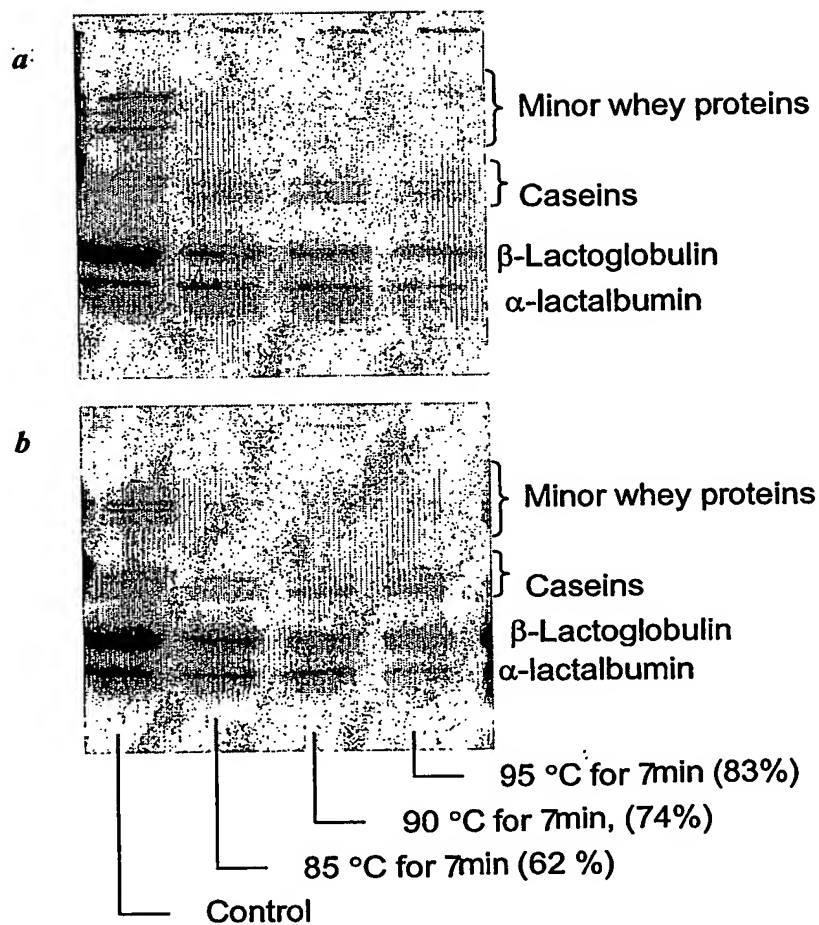 a
Minor whey proteins
Caseins
β-Lactoglobulin
α-lactalbumin
b
Minor whey proteins
Caseins
β-Lactoglobulin
α-lactalbumin
95 °C for 7min (83%)
90 °C for 7min, (74%)
85 °C for 7min (62 %)
Control